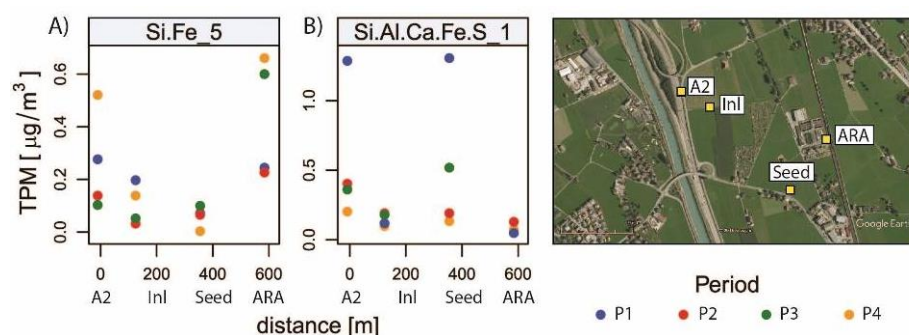 A)
Si.Fe_5
B)
Si.Al.Ca.Fe.S_1
TPM [ µg/m³ ]
0.6
0.4
0.2
0.0
1.0
0.5
0.0
0 200 400 600
A2 Inl Seed ARA
0 200 400 600
A2 Inl Seed ARA
distance [m]
A2
Inl
ARA
Seed
Google Eart
Period
P1 P2 P3 P4